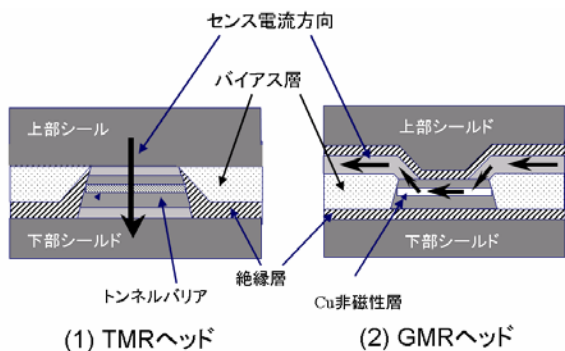 センス電流方向
バイアス層
上部シール
上部シールド
下部シールド
下部シールド
絶縁層
トンネルバリア
Cu非磁性層
(1) TMRヘッド
(2) GMRヘッド